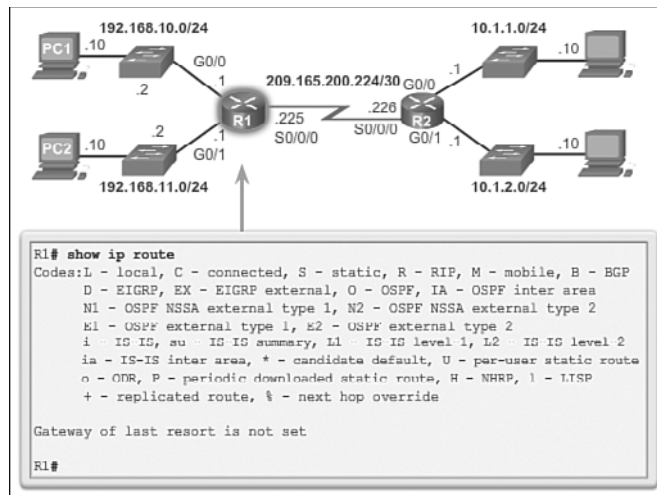 192.168.10.0/24
10.1.1.0/24
PC1
.10
G0/0
.1
.2
209.165.200.224/30
G0/0
.1
.10
R1
.225
S0/0/0
.226
S0/0/0
R2
G0/1
.2
.1
G0/1
.1
PC2
.10
.10
192.168.11.0/24
10.1.2.0/24
R1# show ip route
Codes:L - local, C - connected, S - static, R - RIP, M - mobile, B - BGP
D - EIGRP, EX - EIGRP external, O - OSPF, IA - OSPF inter area
N1 - OSPF NSSA external type 1, N2 - OSPF NSSA external type 2
E1 - OSPF external type 1, E2 - OSPF external type 2
i - IS-IS, su - IS-IS summary, L1 - IS-IS level-1, L2 - IS-IS level-2
ia - IS-IS inter area, * - candidate default, U - per-user static route
o - ODR, P - periodic downloaded static route, H - NHRP, l - LISP
+ - replicated route, % - next hop override
Gateway of last resort is not set
R1#